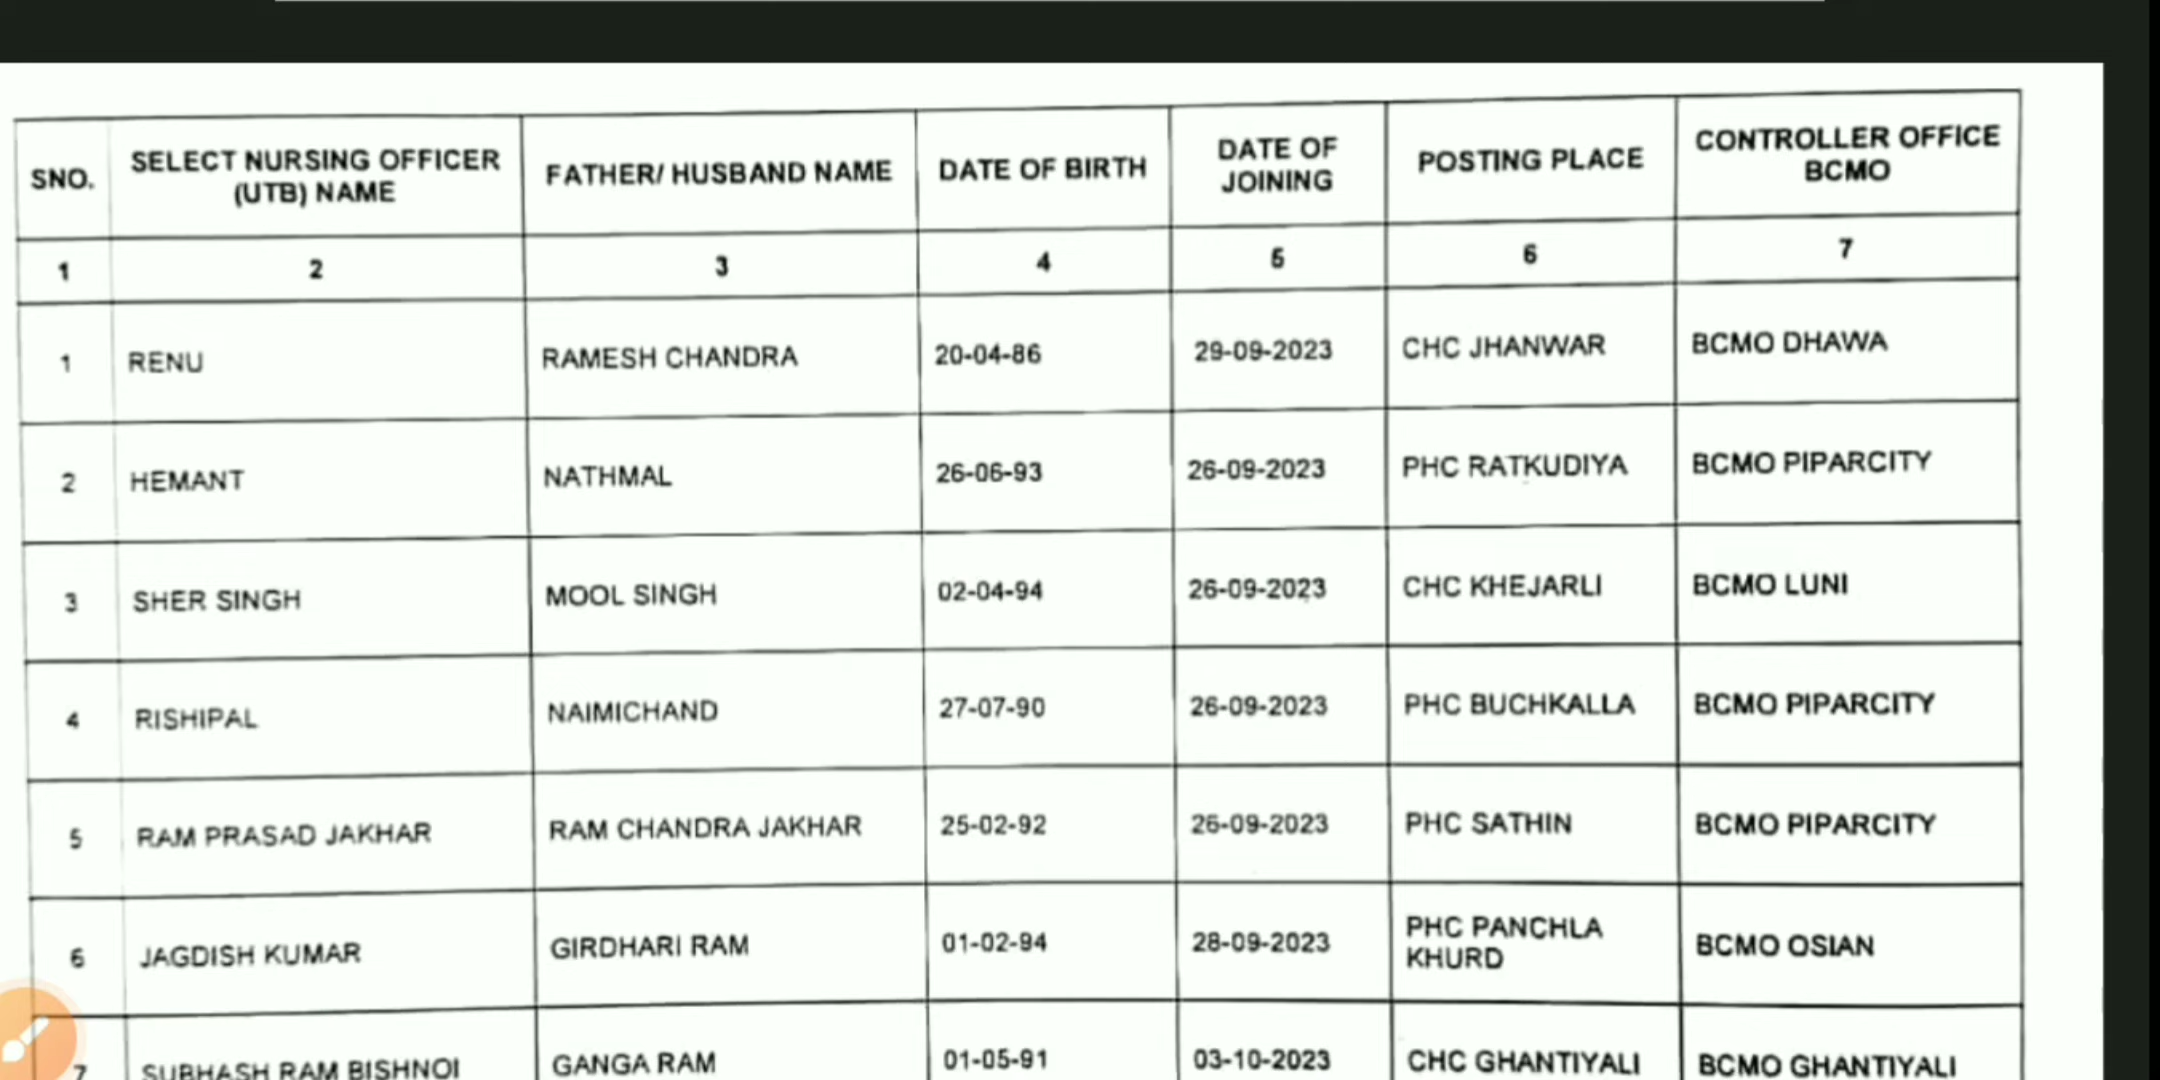 SNO. SELECT NURSING OFFICER (UTB) NAME FATHER/ HUSBAND NAME DATE OF BIRTH DATE OF JOINING POSTING PLACE CONTROLLER OFFICE BCMO
1 2 3 4 5 6 7
1 RENU RAMESH CHANDRA 20-04-86 29-09-2023 CHC JHANWAR BCMO DHAWA
2 HEMANT NATHMAL 26-06-93 26-09-2023 PHC RATKUDIYA BCMO PIPARCITY
3 SHER SINGH MOOL SINGH 02-04-94 26-09-2023 CHC KHEJARLI BCMO LUNI
4 RISHIPAL NAIMICHAND 27-07-90 26-09-2023 PHC BUCHKALLA BCMO PIPARCITY
5 RAM PRASAD JAKHAR RAM CHANDRA JAKHAR 25-02-92 26-09-2023 PHC SATHIN BCMO PIPARCITY
6 JAGDISH KUMAR GIRDHARI RAM 01-02-94 28-09-2023 PHC PANCHLA KHURD BCMO OSIAN
7 SUBHASH RAM BISHNOI GANGA RAM 01-05-91 03-10-2023 CHC GHANTIYALI BCMO GHANTIYALI